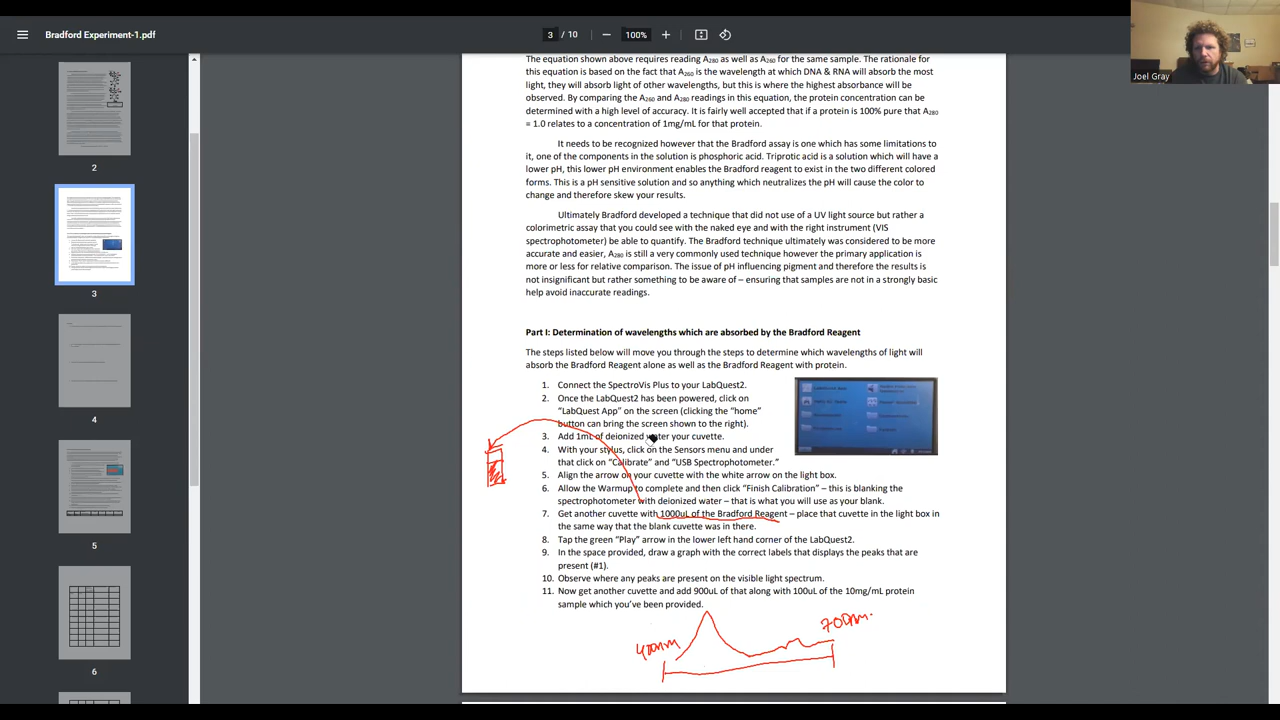 Bradford Experiment-1.pdf
3 / 10
100%
Joel Gray
2
3
4
5
6
The equation shown above requires reading A280 as well as A260 for the same sample. The rationale for
this equation is based on the fact that A260 is the wavelength at which DNA & RNA will absorb the most
light, they will absorb light of other wavelengths, but this is where the highest absorbance will be
observed. By comparing the A260 and A280 readings in this equation, the protein concentration can be
determined with a high level of accuracy. It is fairly well accepted that if a protein is 100% pure that A280
= 1.0 relates to a concentration of 1mg/mL for that protein.
It needs to be recognized however that the Bradford assay is one which has some limitations to
it, one of the components in the solution is phosphoric acid. Triprotic acid is a solution which will have a
lower pH, this lower pH environment enables the Bradford reagent to exist in the two different colored
forms. This is a pH sensitive solution and so anything which neutralizes the pH will cause the color to
change and therefore skew your results.
Ultimately Bradford developed a technique that did not use of a UV light source but rather a
colorimetric assay that you could see with the naked eye and with the right instrument (VIS
spectrophotometer) be able to quantify. The Bradford technique ultimately was considered to be more
accurate and easier, A280 is still a very commonly used technique however the primary application is
more or less for relative comparison. The issue of pH influencing pigment and therefore the results is
not insignificant but rather something to be aware of – ensuring that samples are not in a strongly basic
help avoid inaccurate readings.
Part I: Determination of wavelengths which are absorbed by the Bradford Reagent
The steps listed below will move you through the steps to determine which wavelengths of light will
absorb the Bradford Reagent alone as well as the Bradford Reagent with protein.
1. Connect the SpectroVis Plus to your LabQuest2.
2. Once the LabQuest2 has been powered, click on
"LabQuest App" on the screen (clicking the "home"
button can bring the screen shown to the right).
3. Add 1mL of deionized water your cuvette.
4. With your stylus, click on the Sensors menu and under
that click on "Calibrate" and "USB Spectrophotometer."
5. Align the arrow on your cuvette with the white arrow on the light box.
6. Allow the Warmup to complete and then click "Finish Calibration" – this is blanking the
spectrophotometer with deionized water – that is what you will use as your blank.
7. Get another cuvette with 1000uL of the Bradford Reagent – place that cuvette in the light box in
the same way that the blank cuvette was in there.
8. Tap the green "Play" arrow in the lower left hand corner of the LabQuest2.
9. In the space provided, draw a graph with the correct labels that displays the peaks that are
present (#1).
10. Observe where any peaks are present on the visible light spectrum.
11. Now get another cuvette and add 900uL of that along with 100uL of the 10mg/mL protein
sample which you've been provided.
400nm
700nm